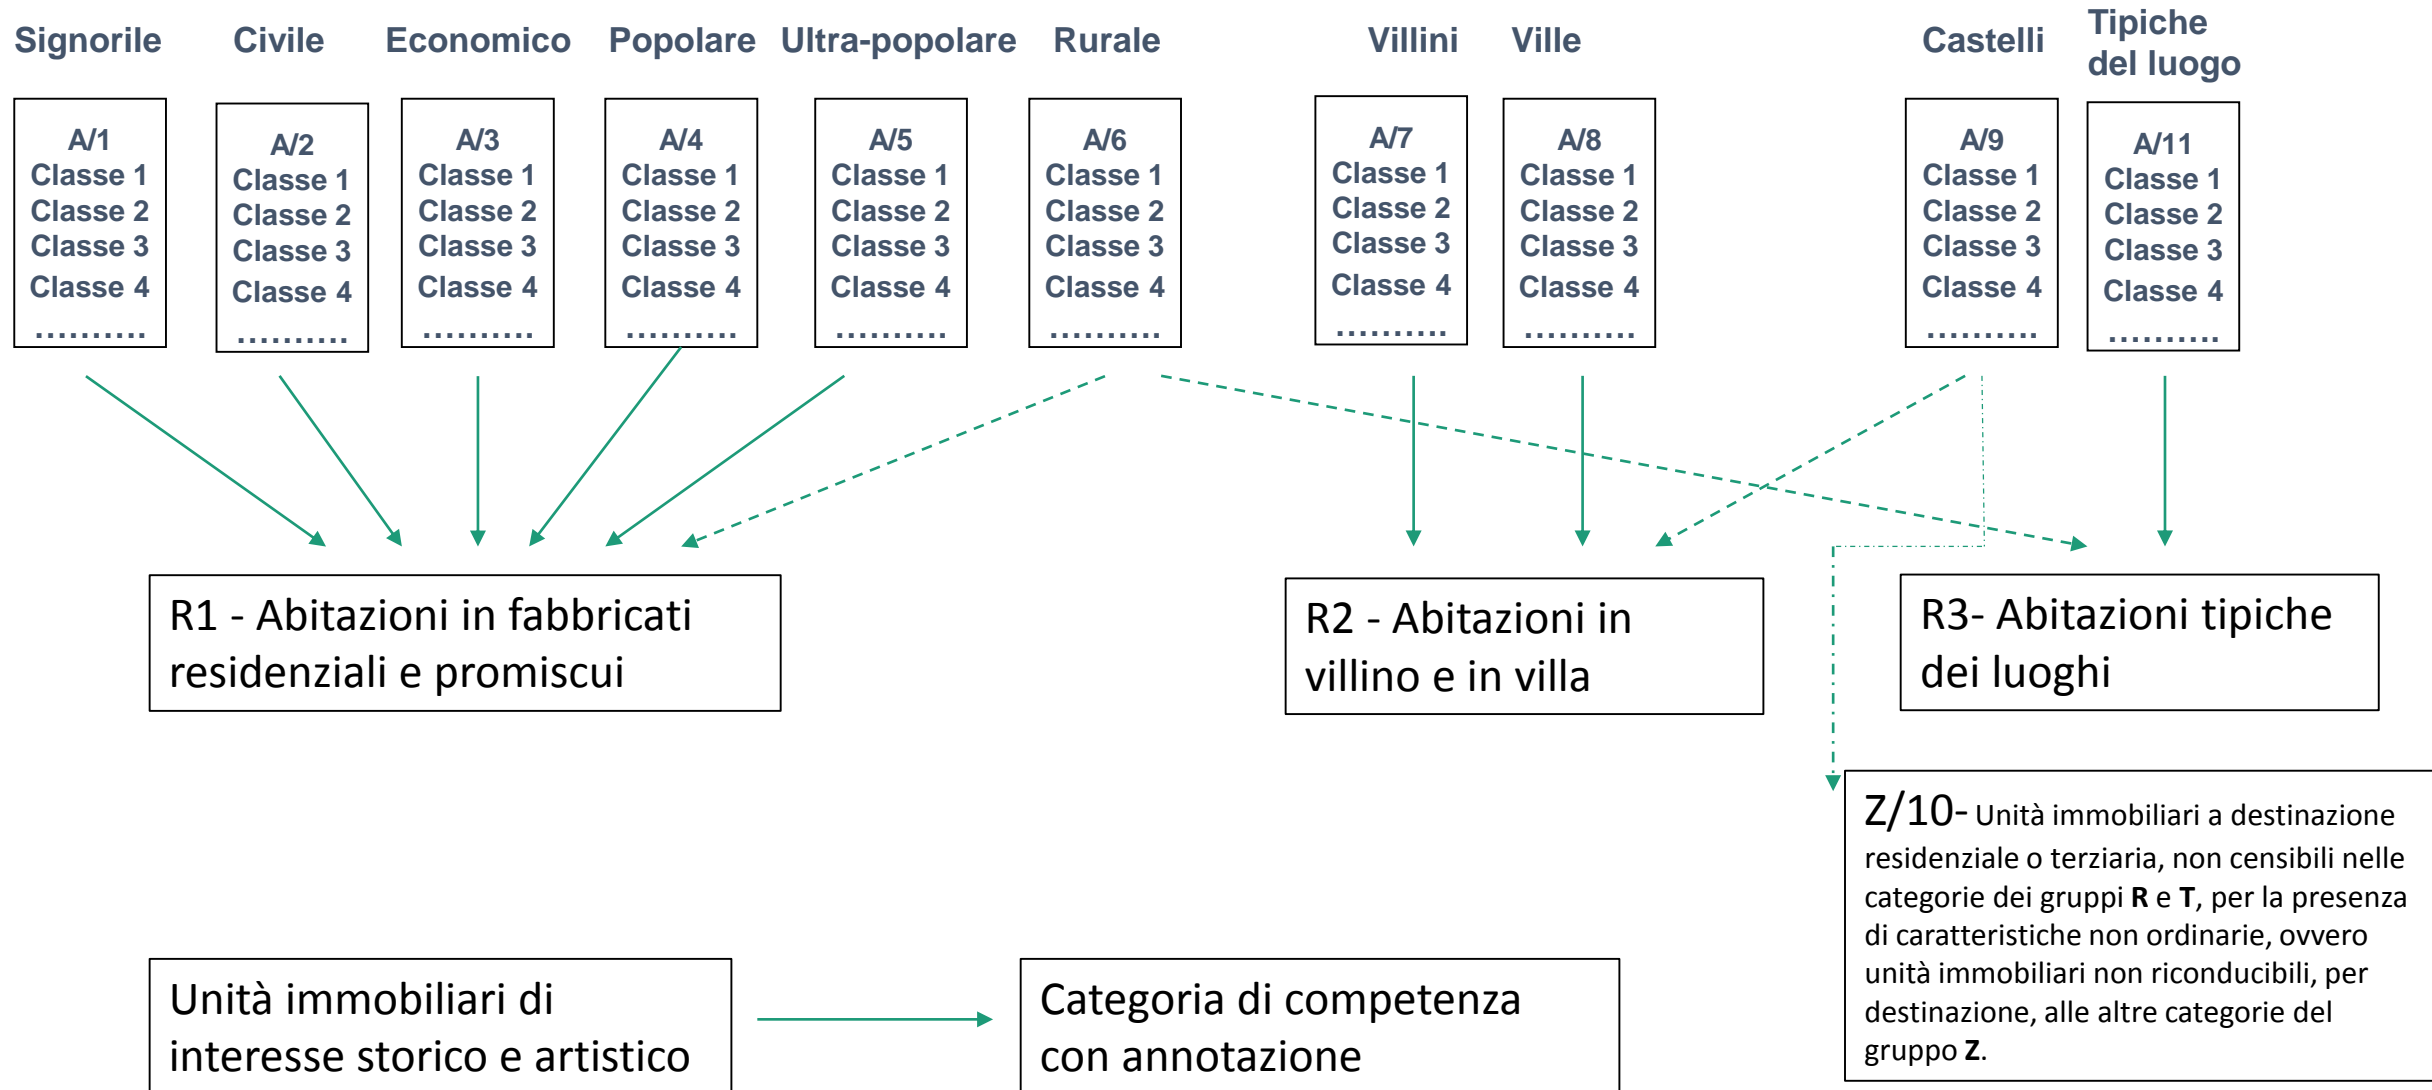 Signorile
Civile
Economico
Popolare
Ultra-popolare
Rurale
Villini
Ville
Castelli
Tipiche
del luogo
A/1
Classe 1
Classe 2
Classe 3
Classe 4
..........
A/2
Classe 1
Classe 2
Classe 3
Classe 4
..........
A/3
Classe 1
Classe 2
Classe 3
Classe 4
..........
A/4
Classe 1
Classe 2
Classe 3
Classe 4
..........
A/5
Classe 1
Classe 2
Classe 3
Classe 4
..........
A/6
Classe 1
Classe 2
Classe 3
Classe 4
..........
A/7
Classe 1
Classe 2
Classe 3
Classe 4
..........
A/8
Classe 1
Classe 2
Classe 3
Classe 4
..........
A/9
Classe 1
Classe 2
Classe 3
Classe 4
..........
A/11
Classe 1
Classe 2
Classe 3
Classe 4
..........
R1 - Abitazioni in fabbricati
residenziali e promiscui
R2 - Abitazioni in
villino e in villa
R3- Abitazioni tipiche
dei luoghi
Z/10- Unità immobiliari a destinazione
residenziale o terziaria, non censibili nelle
categorie dei gruppi R e T, per la presenza
di caratteristiche non ordinarie, ovvero
unità immobiliari non riconducibili, per
destinazione, alle altre categorie del
gruppo Z.
Unità immobiliari di
interesse storico e artistico
Categoria di competenza
con annotazione